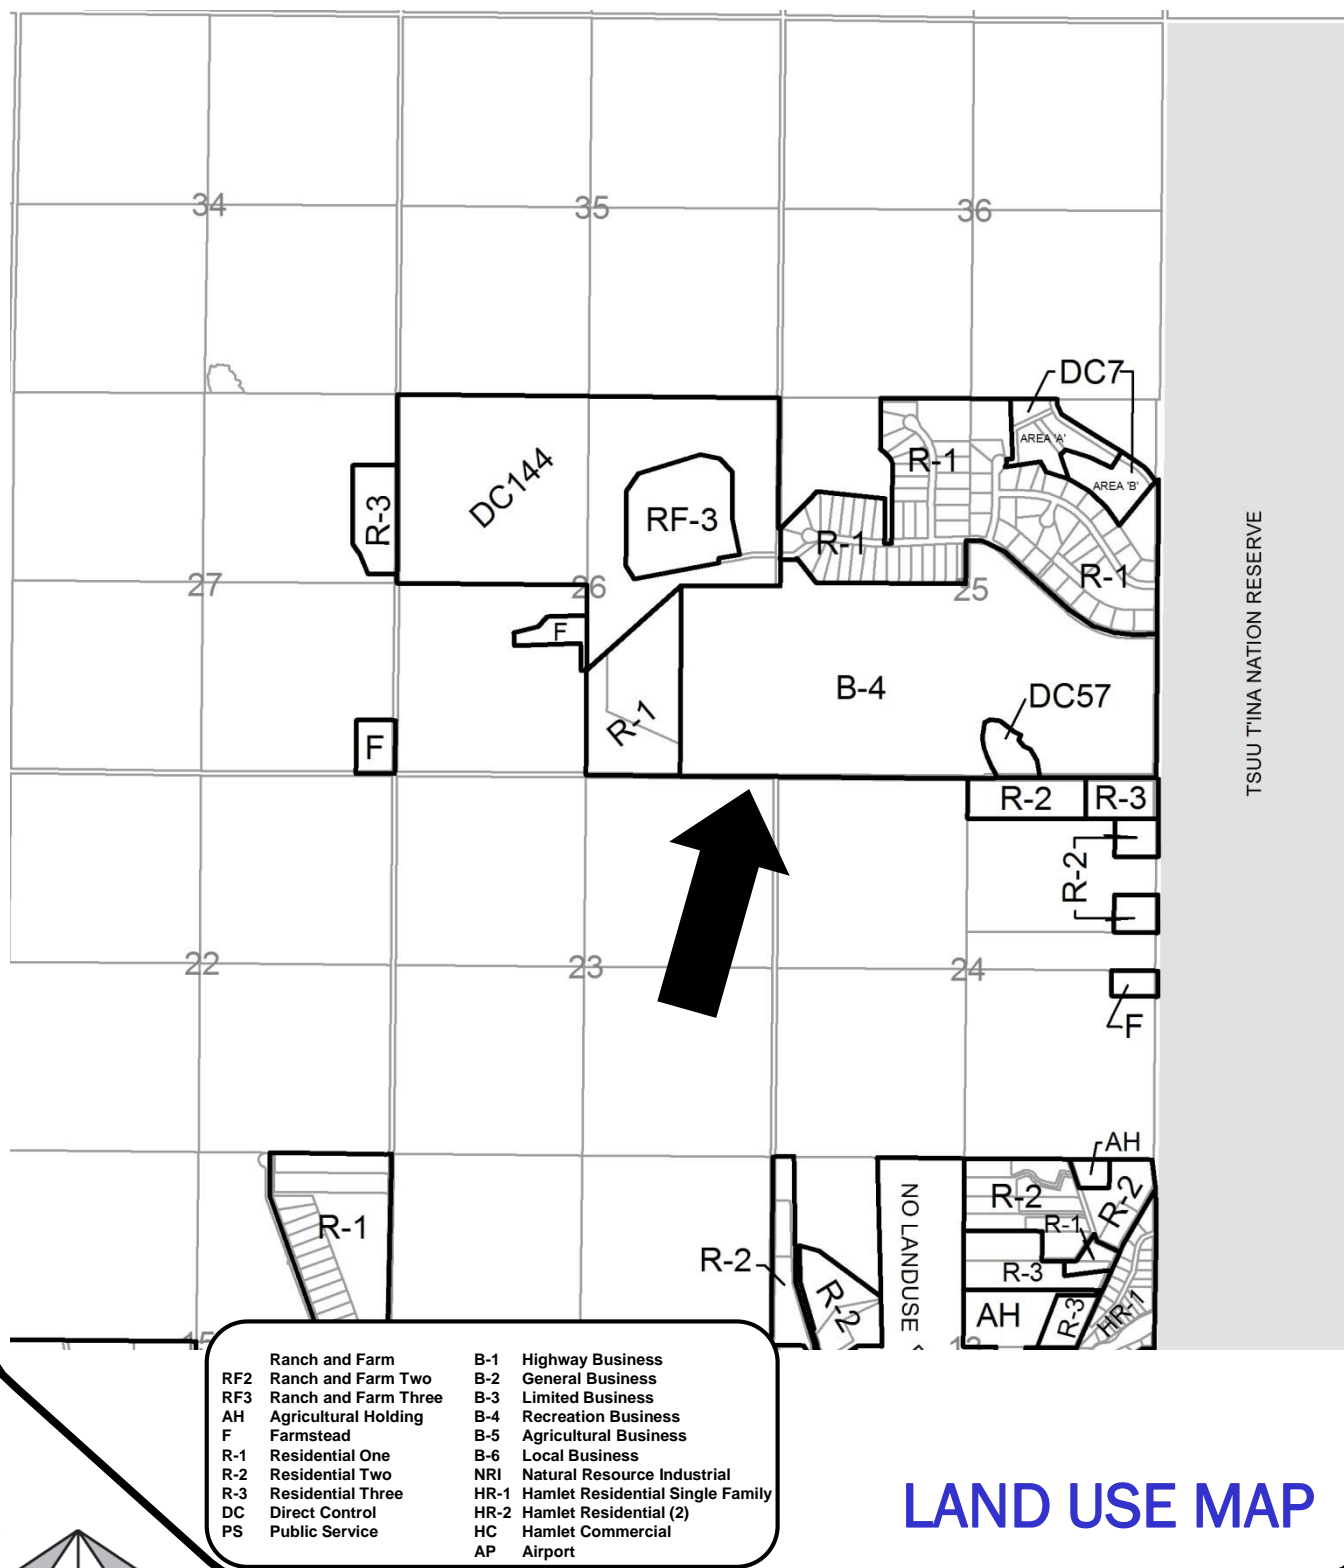 34
35
36
DC7
AREA 'A'
R-1
AREA 'B'
DC144
R-3
RF-3
R-1
R-1
27
26
25
TSUU T'INA NATION RESERVE
F
B-4
DC57
R-1
F
R-2
R-3
R-2
22
23
24
F
AH
R-1
R-2
R-2
R-1
NO LANDUSE
R-2
R-3
R-2
AH
R-3
HR-1
Ranch and Farm
RF2 Ranch and Farm Two
RF3 Ranch and Farm Three
AH Agricultural Holding
F Farmstead
R-1 Residential One
R-2 Residential Two
R-3 Residential Three
DC Direct Control
PS Public Service
B-1 Highway Business
B-2 General Business
B-3 Limited Business
B-4 Recreation Business
B-5 Agricultural Business
B-6 Local Business
NRI Natural Resource Industrial
HR-1 Hamlet Residential Single Family
HR-2 Hamlet Residential (2)
HC Hamlet Commercial
AP Airport
LAND USE MAP